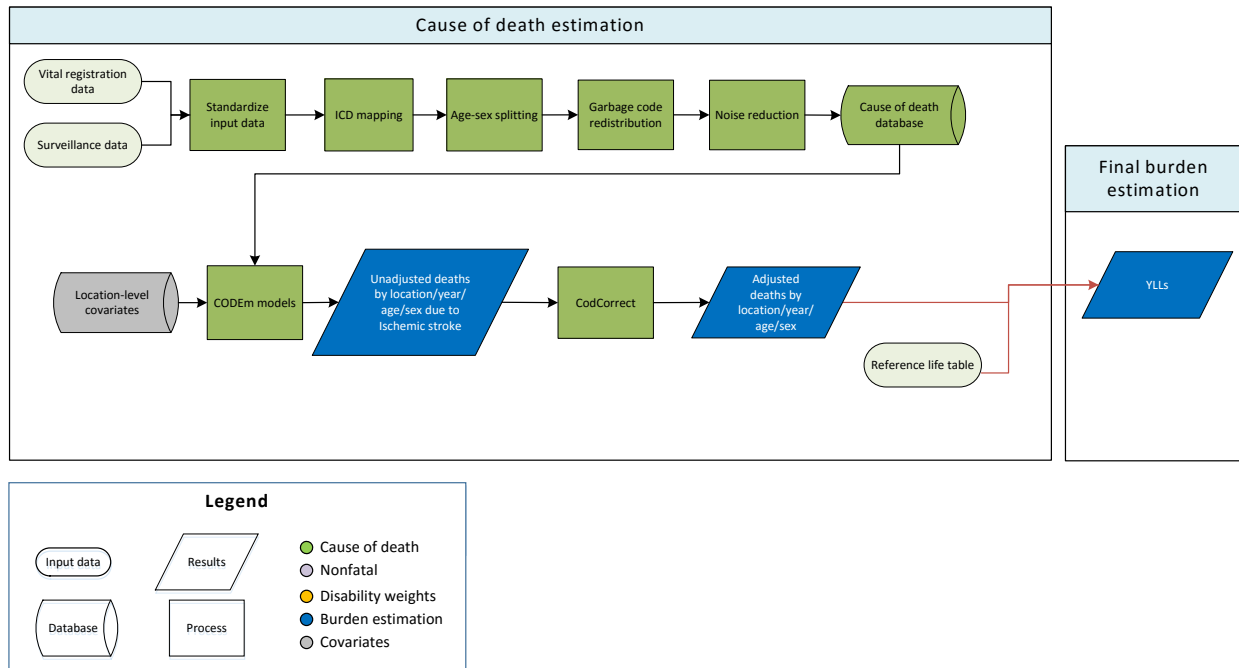 Cause of death estimation
Vital registration
data
Surveillance data
Standardize
input data
ICD mapping
Age-sex splitting
Garbage code
redistribution
Noise reduction
Cause of death
database
Final burden
estimation
Location-level
covariates
CODEm models
Unadjusted deaths
by location/year/
age/sex due to
Ischemic stroke
CodCorrect
Adjusted
deaths by
location/year/
age/sex
YLLs
Reference life table
Legend
Input data
Results
Database
Process
Cause of death
Nonfatal
Disability weights
Burden estimation
Covariates